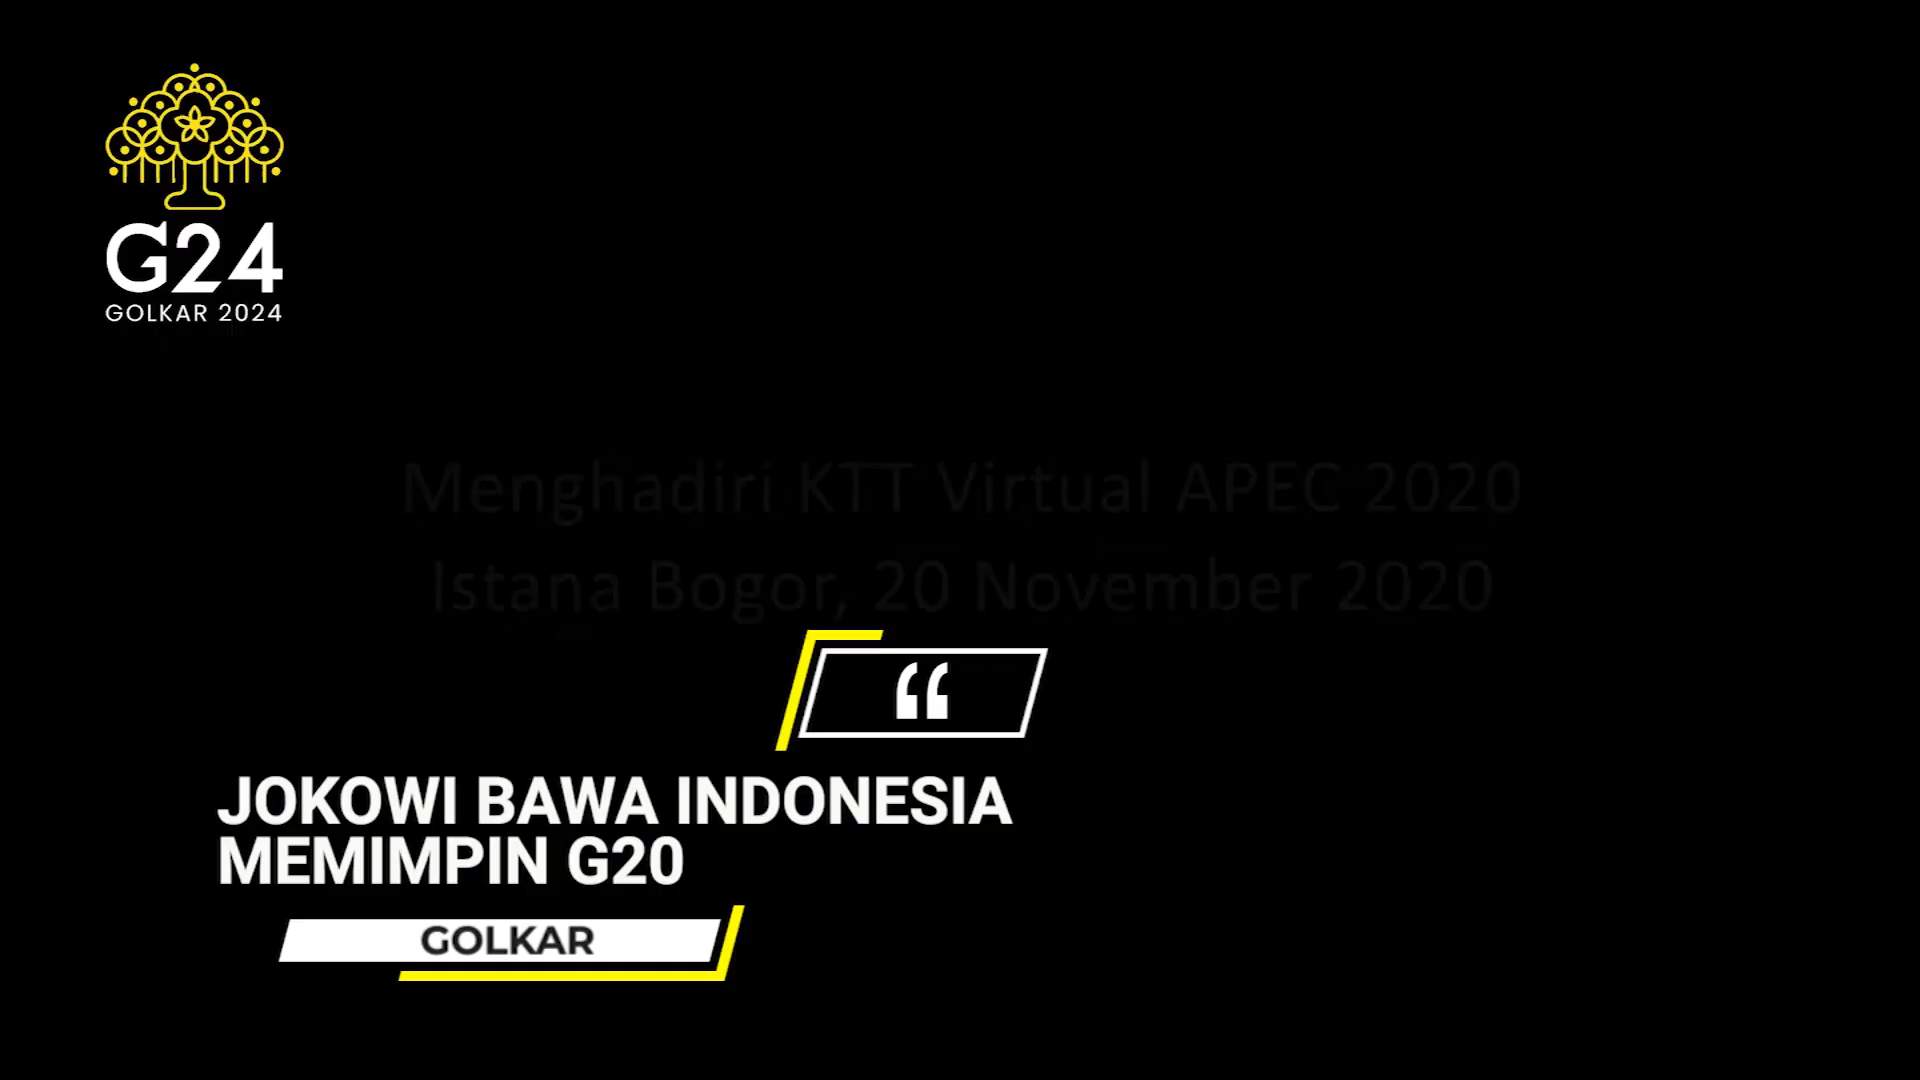 G24
GOLKAR 2024
Menghadiri KTT Virtual APEC 2020
Istana Bogor, 20 November 2020
“
JOKOWI BAWA INDONESIA
MEMIMPIN G20
GOLKAR